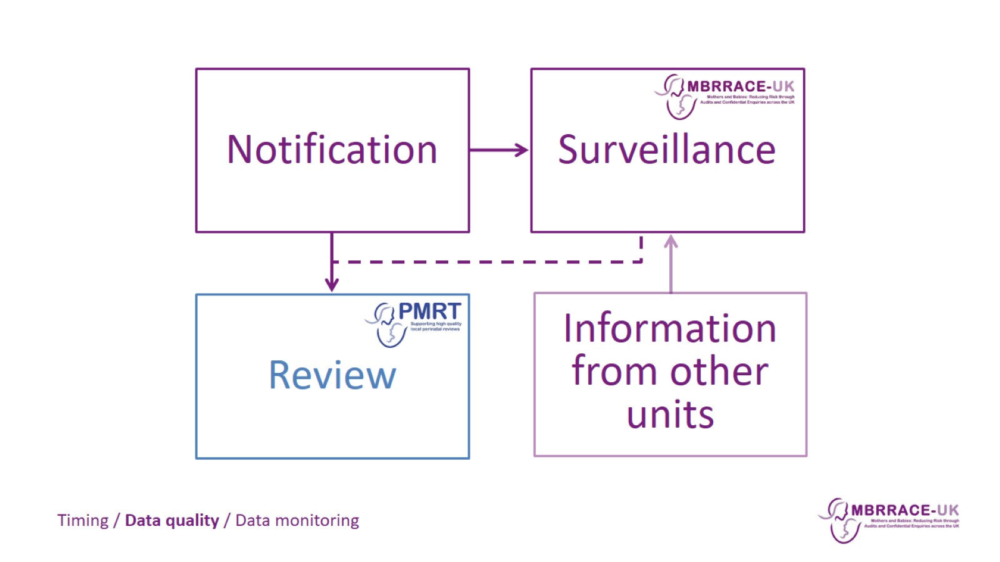 Notification
MBRRACE-UK
Mothers and Babies: Reducing Risk through
Audits and Confidential Enquiries across the UK
Surveillance
PMRT
Supporting high quality
local perinatal reviews
Review
Information
from other
units
Timing / Data quality / Data monitoring
MBRRACE-UK
Mothers and Babies: Reducing Risk through
Audits and Confidential Enquiries across the UK